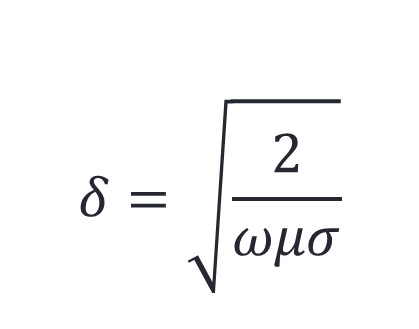 δ = √(2/ωμσ)